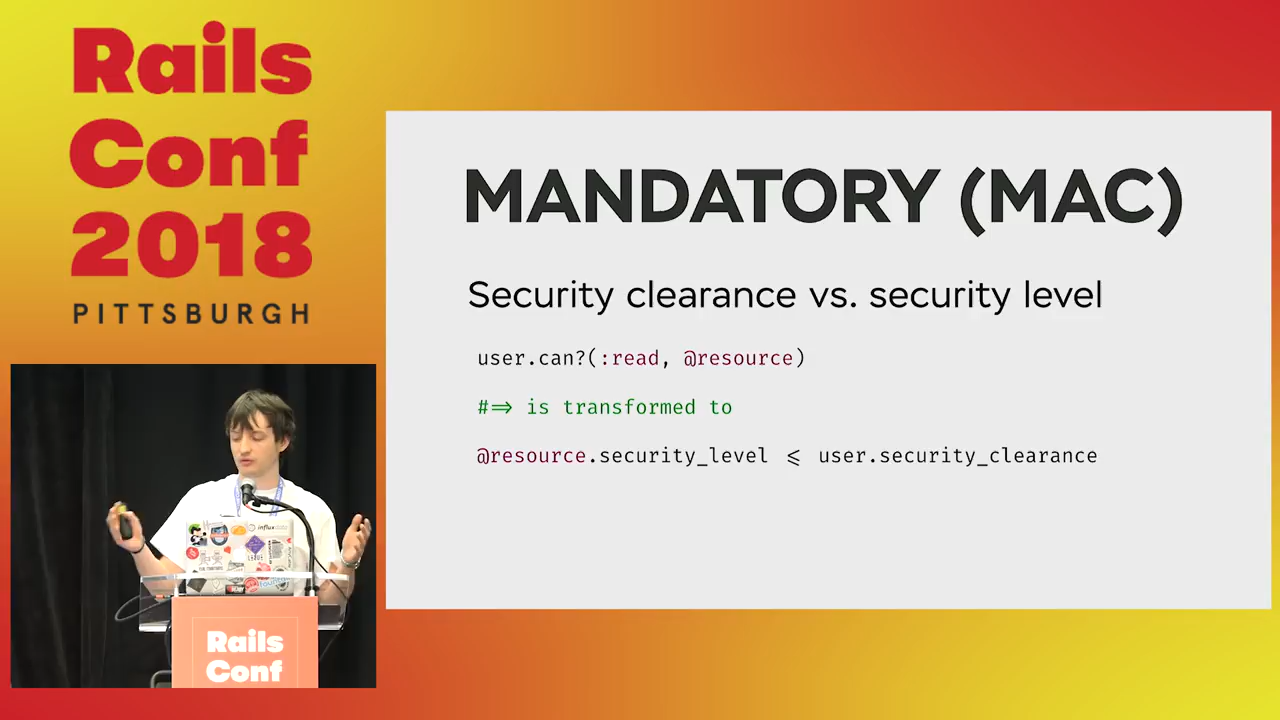 Rails
Conf
2018
PITTSBURGH
MANDATORY (MAC)
Security clearance vs. security level
user.can?(:read, @resource)
#=> is transformed to
@resource.security_level <= user.security_clearance
influx
Rails
Conf